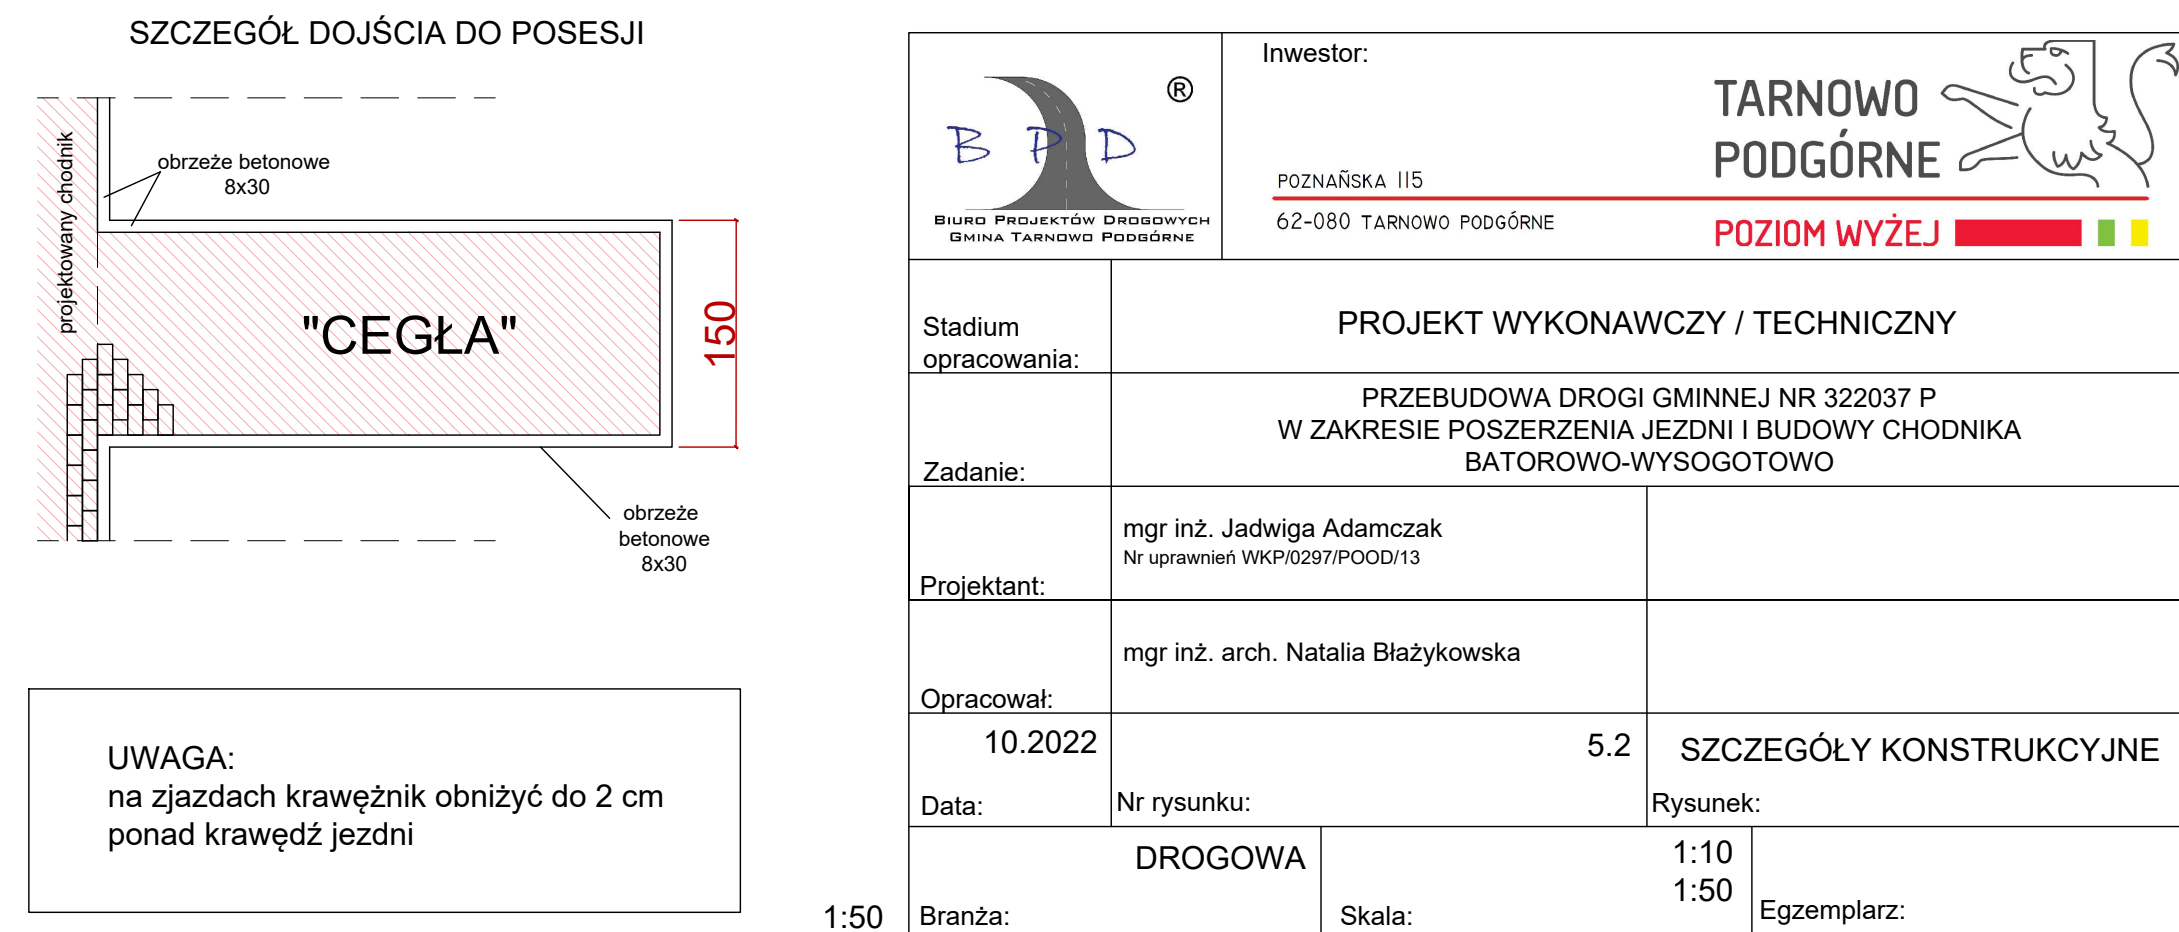 SZCZEGÓŁ DOJŚCIA DO POSESJI
projektowany chodnik
obrzeże betonowe
8x30
"CEGŁA"
150
obrzeże
betonowe
8x30
UWAGA:
na zjazdach krawężnik obniżyć do 2 cm
ponad krawędź jezdni
1:50
®
B P D
BIURO PROJEKTÓW DROGOWYCH
GMINA TARNOWO PODGÓRNE
Inwestor:
POZNAŃSKA 115
62-080 TARNOWO PODGÓRNE
TARNOWO
PODGÓRNE
POZIOM WYŻEJ
Stadium
opracowania:
PROJEKT WYKONAWCZY / TECHNICZNY
Zadanie:
PRZEBUDOWA DROGI GMINNEJ NR 322037 P
W ZAKRESIE POSZERZENIA JEZDNI I BUDOWY CHODNIKA
BATOROWO-WYSOGOTOWO
Projektant:
mgr inż. Jadwiga Adamczak
Nr uprawnień WKP/0297/POOD/13
Opracował:
mgr inż. arch. Natalia Błażykowska
10.2022
Data:
5.2
Nr rysunku:
SZCZEGÓŁY KONSTRUKCYJNE
Rysunek:
DROGOWA
Branża:
1:10
1:50
Skala:
Egzemplarz: